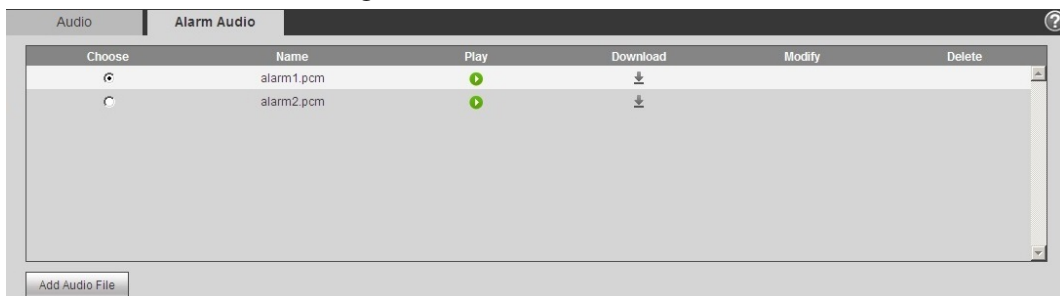 Audio Alarm Audio ?
Choose Name Play Download Modify Delete
alarm1.pcm
alarm2.pcm
Add Audio File